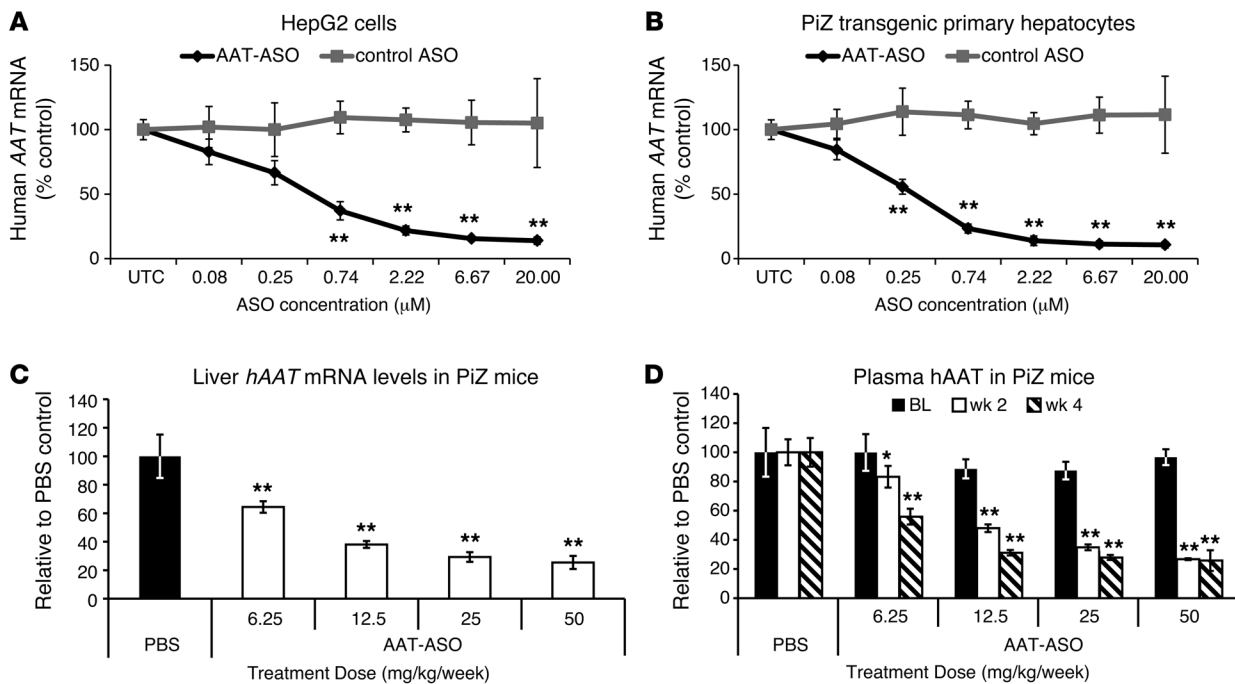 A
HepG2 cells
AAT-ASO
control ASO
Human AAT mRNA
(% control)
150
100
50
0
UTC 0.08 0.25 0.74 2.22 6.67 20.00
** ** ** **
ASO concentration (μM)
B
PiZ transgenic primary hepatocytes
AAT-ASO
control ASO
Human AAT mRNA
(% control)
150
100
50
0
UTC 0.08 0.25 0.74 2.22 6.67 20.00
** ** ** ** **
ASO concentration (μM)
C
Liver hAAT mRNA levels in PiZ mice
Relative to PBS control
140
120
100
80
60
40
20
0
** ** ** **
6.25 12.5 25 50
PBS AAT-ASO
Treatment Dose (mg/kg/week)
D
Plasma hAAT in PiZ mice
BL wk 2 wk 4
Relative to PBS control
140
120
100
80
60
40
20
0
* ** ** ** ** ** ** **
6.25 12.5 25 50
PBS AAT-ASO
Treatment Dose (mg/kg/week)